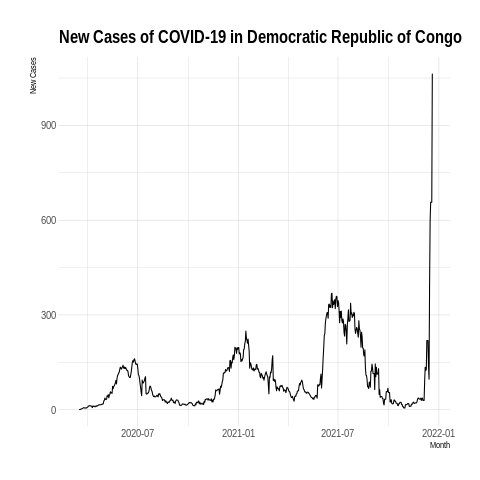 New Cases of COVID-19 in Democratic Republic of Congo
New Cases
900
600
300
0
2020-07 2021-01 2021-07 2022-01
Month